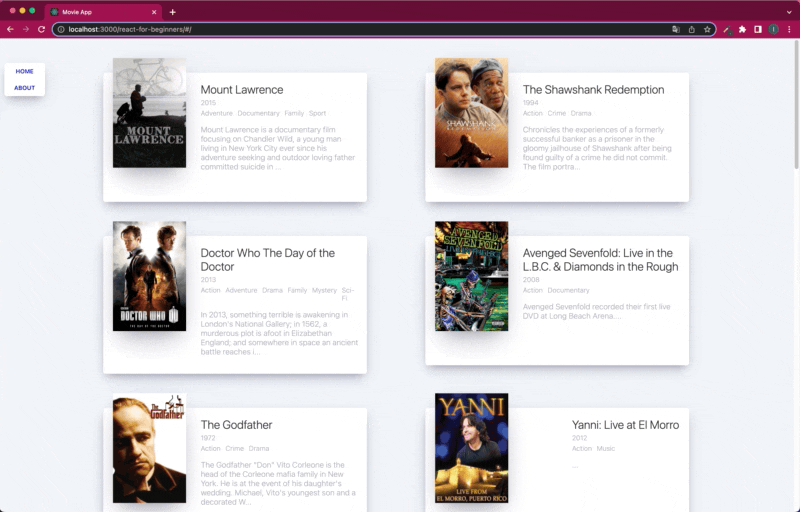 Movie App
localhost:3000/react-for-beginners/#/
HOME
ABOUT
MOUNT
LAWRENCE
Mount Lawrence
2015
Adventure Documentary Family Sport
Mount Lawrence is a documentary film
focusing on Chandler Wild, a young man
living in New York City ever since his
adventure seeking and outdoor loving father
committed suicide in ...
SHAWSHANK
REDEMPTION
The Shawshank Redemption
1994
Action Crime Drama
Chronicles the experiences of a formerly
successful banker as a prisoner in the
gloomy jailhouse of Shawshank after being
found guilty of a crime he did not commit.
The film portra...
DOCTOR WHO
THE DAY OF THE DOCTOR
Doctor Who The Day of the
Doctor
2013
Action Adventure Drama Family Mystery Sci-
Fi
In 2013, something terrible is awakening in
London's National Gallery; in 1562, a
murderous plot is afoot in Elizabethan
England; and somewhere in space an ancient
battle reaches i...
AVENGED
SEVENFOLD
Avenged Sevenfold: Live in the
L.B.C. & Diamonds in the Rough
2008
Action Documentary
Avenged Sevenfold recorded their first live
DVD at Long Beach Arena....
The
Godfather
The Godfather
1972
Action Crime Drama
The Godfather "Don" Vito Corleone is the
head of the Corleone mafia family in New
York. He is at the event of his daughter's
wedding. Michael, Vito's youngest son and a
decorated W...
YANNI
LIVE FROM
EL MORRO, PUERTO RICO
Yanni: Live at El Morro
2012
Action Music
...